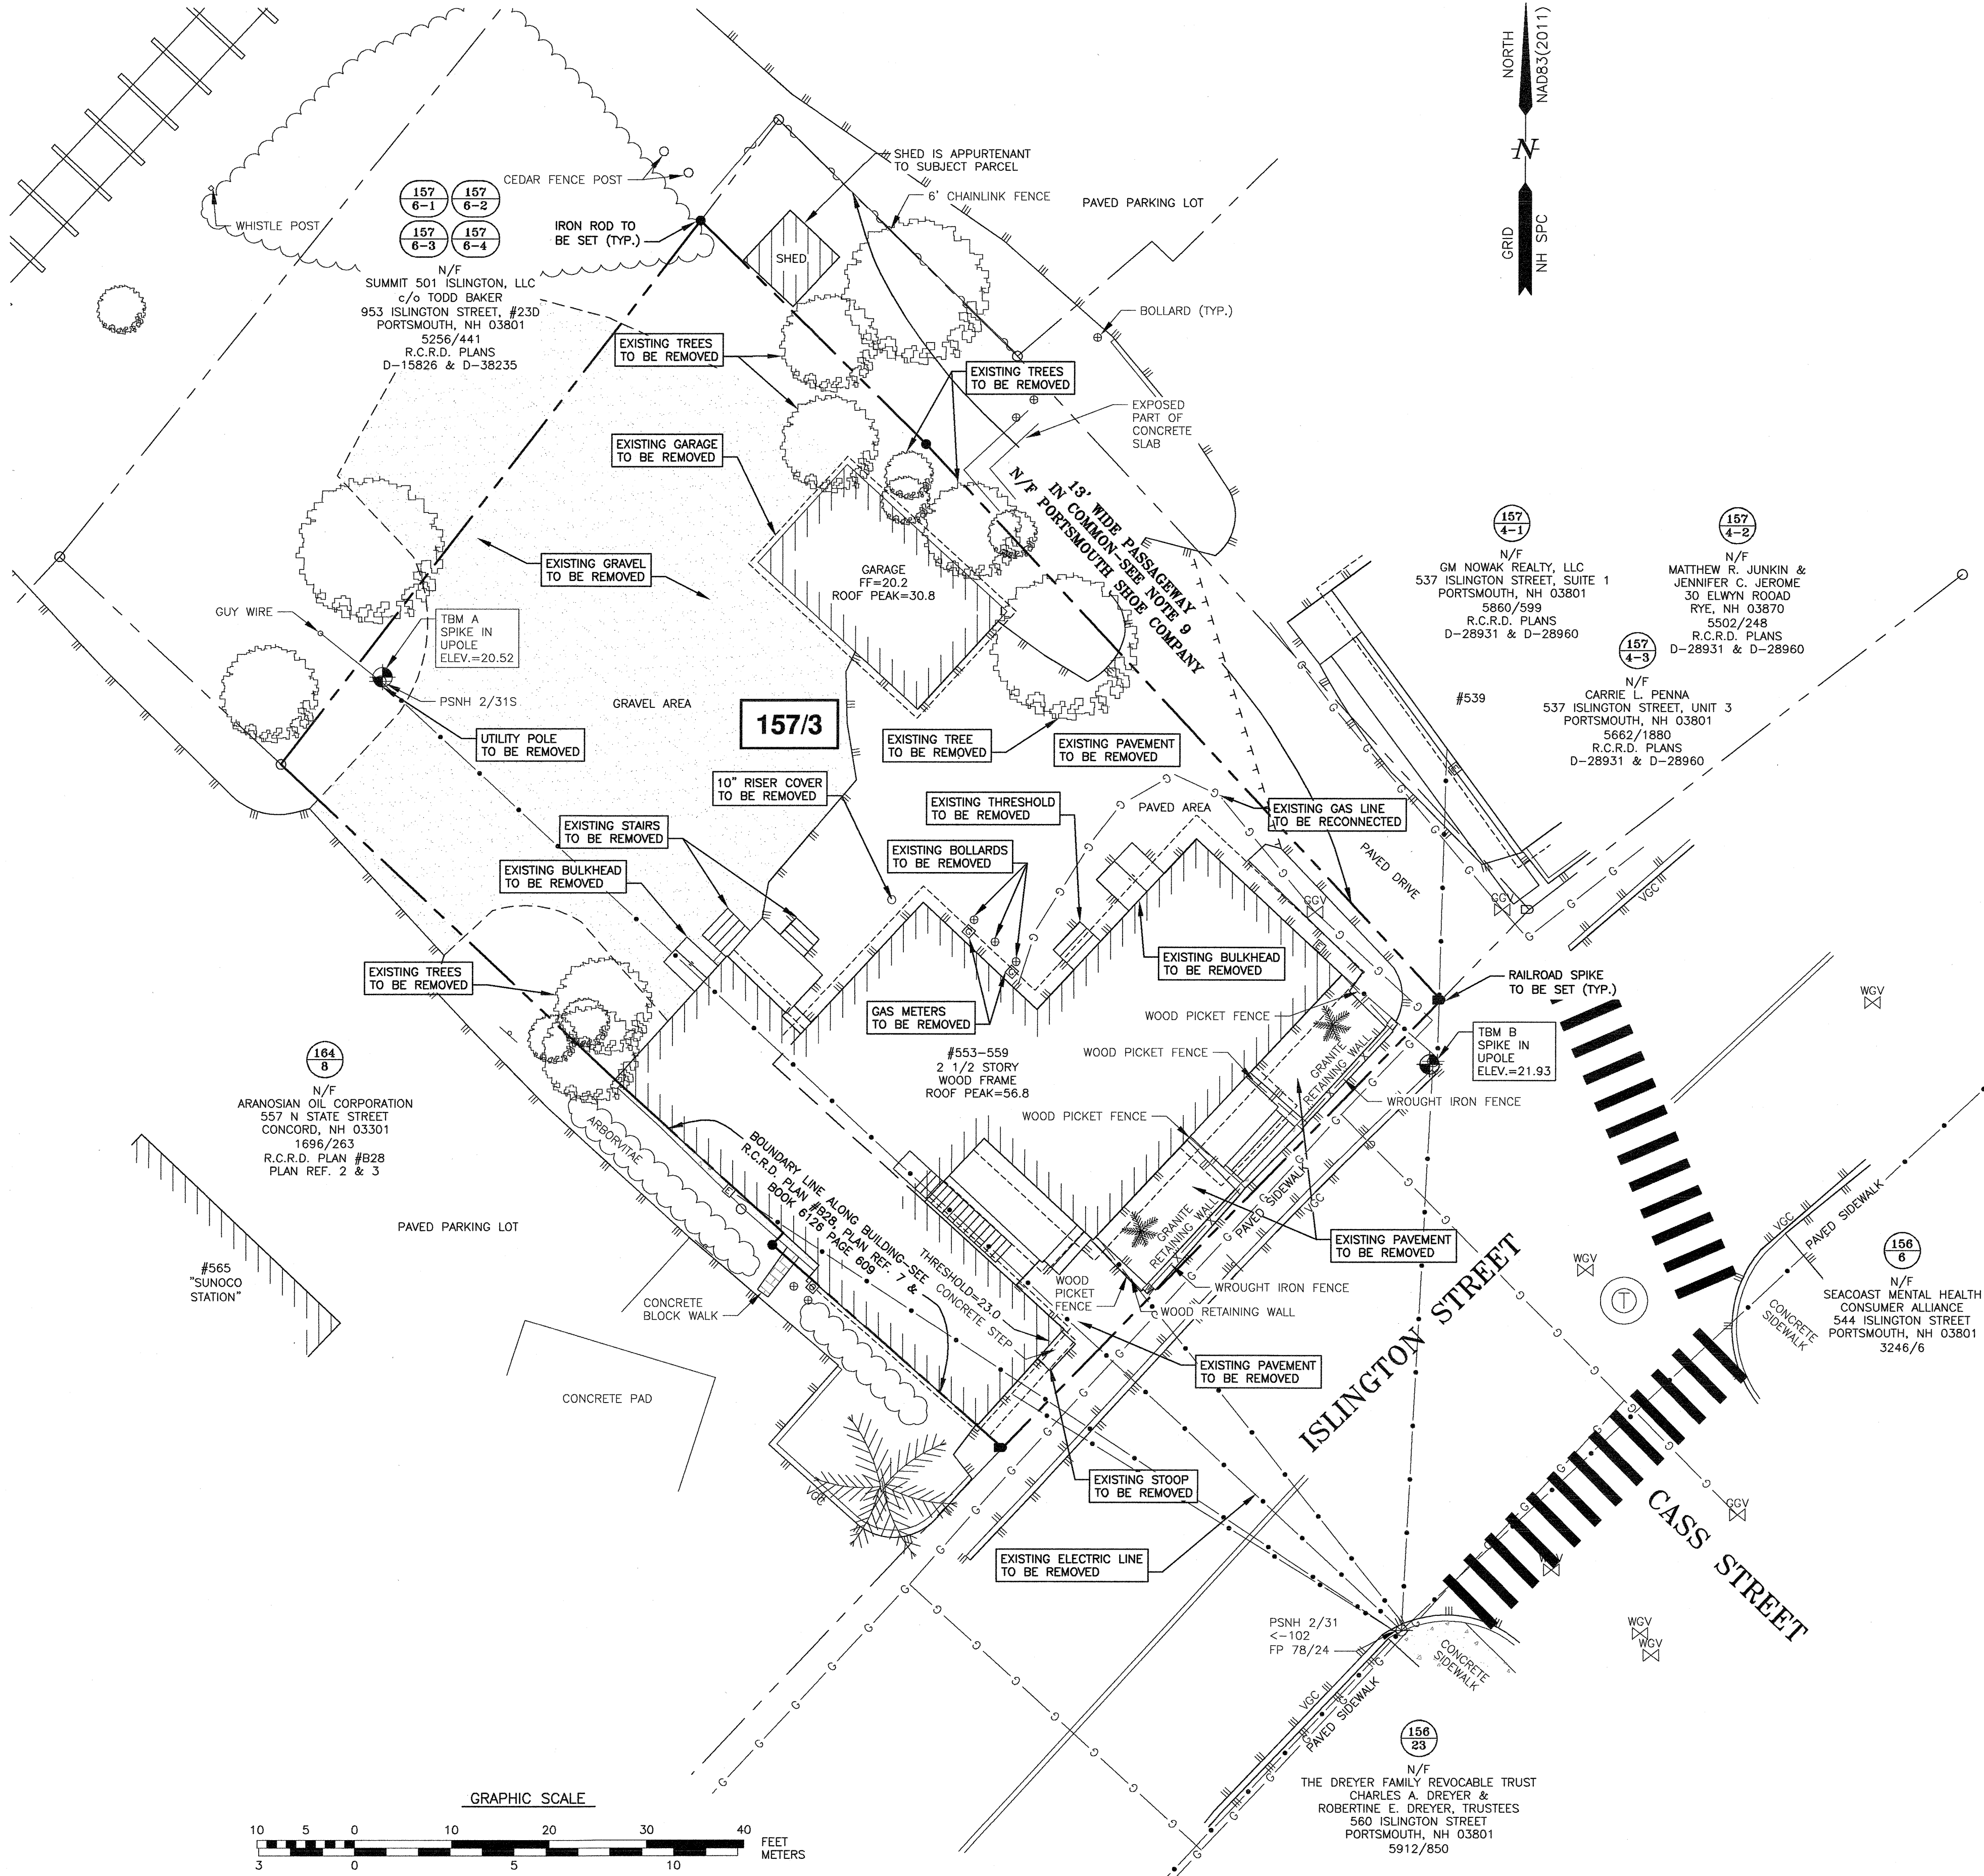 NORTH
NAD83(2011)
N
GRID
NH SPC
SHED IS APPURTENANT
TO SUBJECT PARCEL
CEDAR FENCE POST
6' CHAINLINK FENCE
PAVED PARKING LOT
WHISTLE POST
157
6-1
157
6-2
157
6-3
157
6-4
IRON ROD TO
BE SET (TYP.)
SHED
N/F
SUMMIT 501 ISLINGTON, LLC
c/o TODD BAKER
953 ISLINGTON STREET, #23D
PORTSMOUTH, NH 03801
5256/441
R.C.R.D. PLANS
D-15826 & D-38235
BOLLARD (TYP.)
EXISTING TREES
TO BE REMOVED
EXISTING TREES
TO BE REMOVED
EXPOSED
PART OF
CONCRETE
SLAB
EXISTING GARAGE
TO BE REMOVED
13' WIDE PASSAGEWAY
IN COMMON-SEE NOTE 9
N/F PORTSMOUTH SHOE COMPANY
EXISTING GRAVEL
TO BE REMOVED
GARAGE
FF=20.2
ROOF PEAK=30.8
157
4-1
N/F
GM NOWAK REALTY, LLC
537 ISLINGTON STREET, SUITE 1
PORTSMOUTH, NH 03801
5860/599
R.C.R.D. PLANS
D-28931 & D-28960
157
4-2
N/F
MATTHEW R. JUNKIN &
JENNIFER C. JEROME
30 ELWYN ROOAD
RYE, NH 03870
5502/248
R.C.R.D. PLANS
D-28931 & D-28960
157
4-3
N/F
CARRIE L. PENNA
537 ISLINGTON STREET, UNIT 3
PORTSMOUTH, NH 03801
5662/1880
R.C.R.D. PLANS
D-28931 & D-28960
#539
GUY WIRE
TBM A
SPIKE IN
UPOLE
ELEV.=20.52
PSNH 2/31S
GRAVEL AREA
157/3
UTILITY POLE
TO BE REMOVED
EXISTING TREE
TO BE REMOVED
EXISTING PAVEMENT
TO BE REMOVED
10" RISER COVER
TO BE REMOVED
EXISTING THRESHOLD
TO BE REMOVED
PAVED AREA
EXISTING GAS LINE
TO BE RECONNECTED
EXISTING STAIRS
TO BE REMOVED
EXISTING BOLLARDS
TO BE REMOVED
PAVED DRIVE
EXISTING BULKHEAD
TO BE REMOVED
GGV
GGV
VGC
EXISTING BULKHEAD
TO BE REMOVED
EXISTING TREES
TO BE REMOVED
GAS METERS
TO BE REMOVED
RAILROAD SPIKE
TO BE SET (TYP.)
WGV
WOOD PICKET FENCE
TBM B
SPIKE IN
UPOLE
ELEV.=21.93
#553-559
2 1/2 STORY
WOOD FRAME
ROOF PEAK=56.8
WOOD PICKET FENCE
GRANITE
RETAINING WALL
WROUGHT IRON FENCE
WOOD PICKET FENCE
164
8
N/F
ARANOSIAN OIL CORPORATION
557 N STATE STREET
CONCORD, NH 03301
1696/263
R.C.R.D. PLAN #B28
PLAN REF. 2 & 3
ARBORVITAE
BOUNDARY LINE ALONG BUILDING-SEE
R.C.R.D. PLAN #B28, PLAN REF. 7 &
BOOK 6126 PAGE 609
PAVED SIDEWALK
VGC
GRANITE
RETAINING WALL
PAVED PARKING LOT
EXISTING PAVEMENT
TO BE REMOVED
VGC
PAVED SIDEWALK
#565
"SUNOCO
STATION"
THRESHOLD=23.0
CONCRETE STEP
WOOD
PICKET
FENCE
WROUGHT IRON FENCE
WOOD RETAINING WALL
CONCRETE
BLOCK WALK
WGV
T
CONCRETE
SIDEWALK
156
6
N/F
SEACOAST MENTAL HEALTH
CONSUMER ALLIANCE
544 ISLINGTON STREET
PORTSMOUTH, NH 03801
3246/6
ISLINGTON STREET
EXISTING PAVEMENT
TO BE REMOVED
CONCRETE PAD
VGC
EXISTING STOOP
TO BE REMOVED
GGV
CASS STREET
EXISTING ELECTRIC LINE
TO BE REMOVED
PSNH 2/31
<-102
FP 78/24
CONCRETE
SIDEWALK
WGV
WGV
VGC
PAVED SIDEWALK
156
23
N/F
THE DREYER FAMILY REVOCABLE TRUST
CHARLES A. DREYER &
ROBERTINE E. DREYER, TRUSTEES
560 ISLINGTON STREET
PORTSMOUTH, NH 03801
5912/850
GRAPHIC SCALE
10 5 0 10 20 30 40
FEET
METERS
3 0 5 10